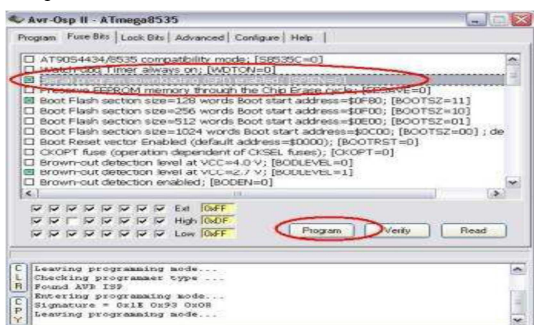 Avr-Osp II - ATmega8535
Program Fuse Bits Lock Bits Advanced Configure Help
AT90S4434/8535 compatibility mode; [S8535C=0]
Watch-dog Timer always on; [WDTON=0]
Preserve EEPROM memory through the Chip Erase cycle; [EESAVE=0]
Boot Flash section size=128 words Boot start address=$0F80; [BOOTSZ=11]
Boot Flash section size=256 words Boot start address=$0F00; [BOOTSZ=10]
Boot Flash section size=512 words Boot start address=$0E00; [BOOTSZ=01]
Boot Flash section size=1024 words Boot start address=$0C00; [BOOTSZ=00] ; de
Boot Reset vector Enabled (default address=$0000); [BOOTRST=0]
CKOPT fuse (operation dependent of CKSEL fuses); [CKOPT=0]
Brown-out detection level at VCC=4.0 V; [BODLEVEL=0]
Brown-out detection level at VCC=2.7 V; [BODLEVEL=1]
Brown-out detection enabled; [BODEN=0]
Ext 0xFF
High 0xDF
Low 0xFF
Program Verify Read
CLR
CPY
Leaving programming mode...
Checking programmer type ...
Found AVR ISP
Entering programming mode...
Signature = 0x1E 0x93 0x08
Leaving programming mode...